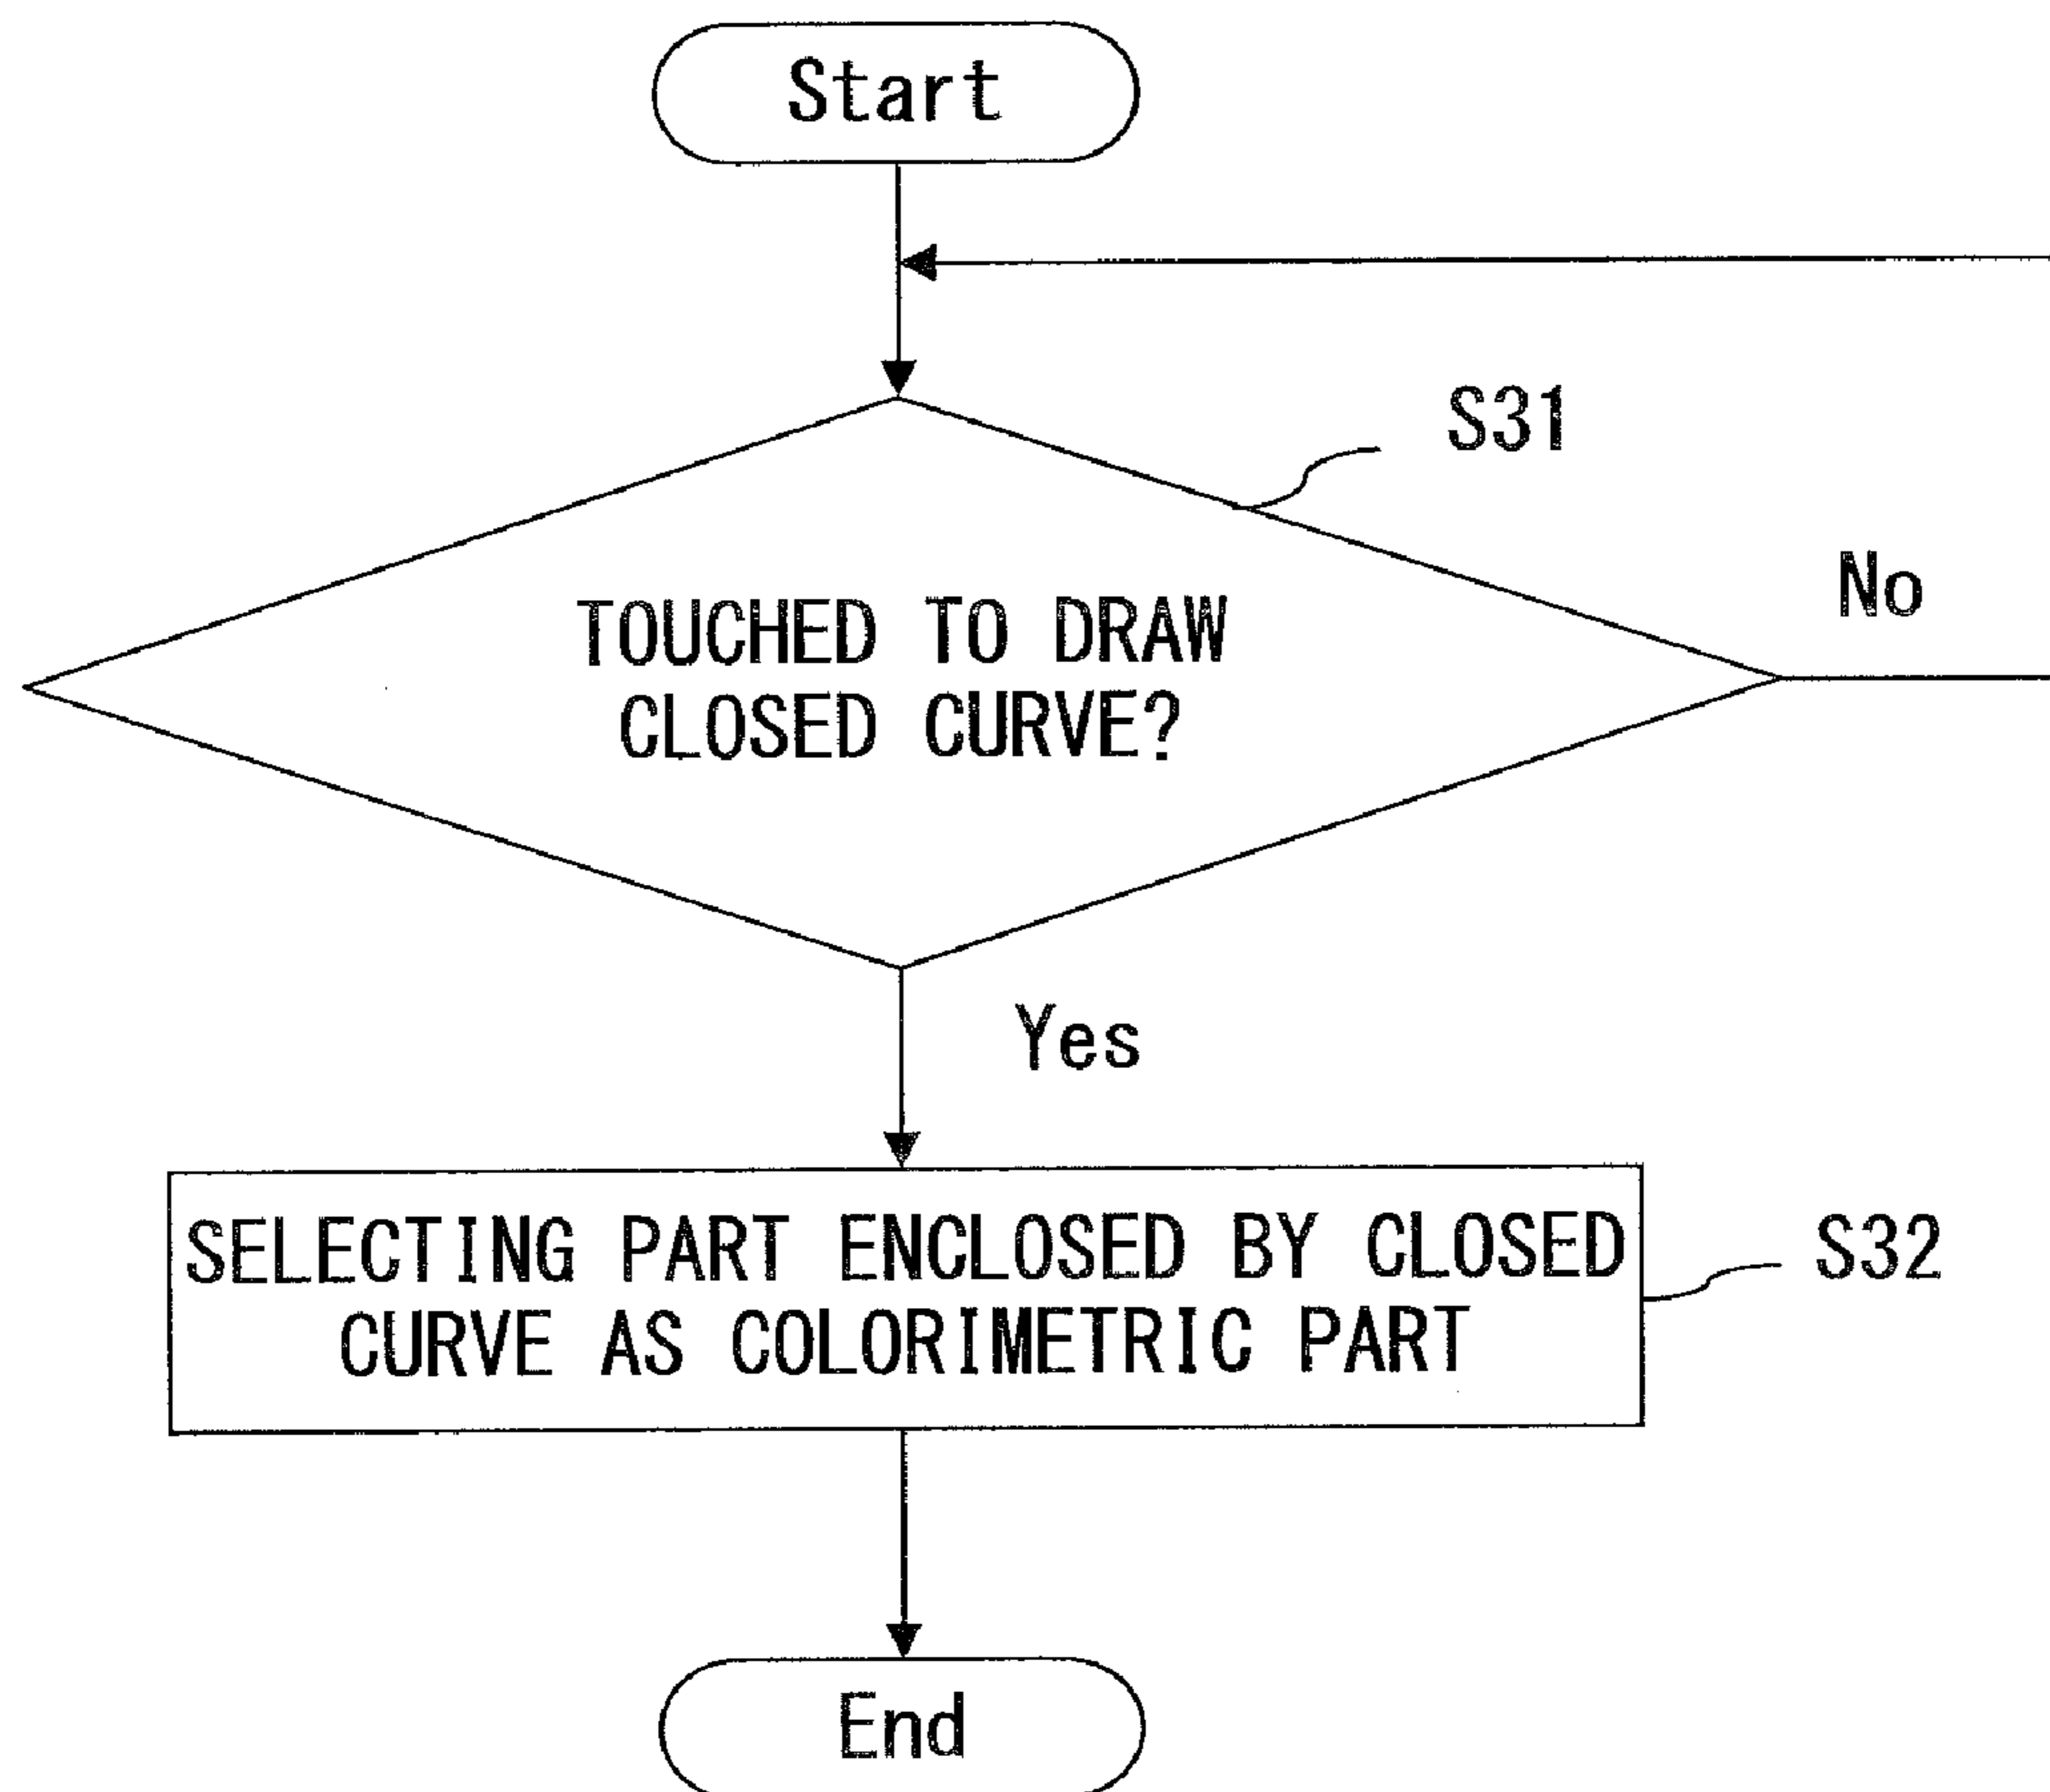 Start
S31
No
TOUCHED TO DRAW
CLOSED CURVE?
Yes
SELECTING PART ENCLOSED BY CLOSED
CURVE AS COLORIMETRIC PART
S32
End